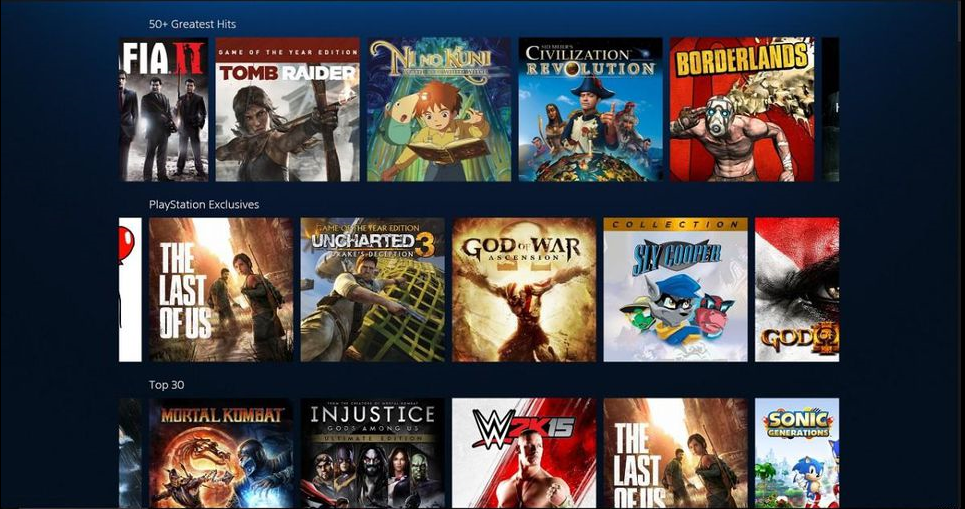 50+ Greatest Hits
FIA II
GAME OF THE YEAR EDITION
TOMB RAIDER
NI NO KUNI
SID MEIER'S
CIVILIZATION
REVOLUTION
BORDERLANDS
PlayStation Exclusives
THE
LAST
OF US
GAME OF THE YEAR EDITION
UNCHARTED 3
DRAKE'S DECEPTION
GOD OF WAR
ASCENSION
COLLECTION
SLY COOPER
GOD
Top 30
MORTAL KOMBAT
FROM THE CREATORS OF MORTAL KOMBAT
INJUSTICE
GODS AMONG US
ULTIMATE EDITION
W2K15
THE
LAST
OF US
SONIC
GENERATIONS